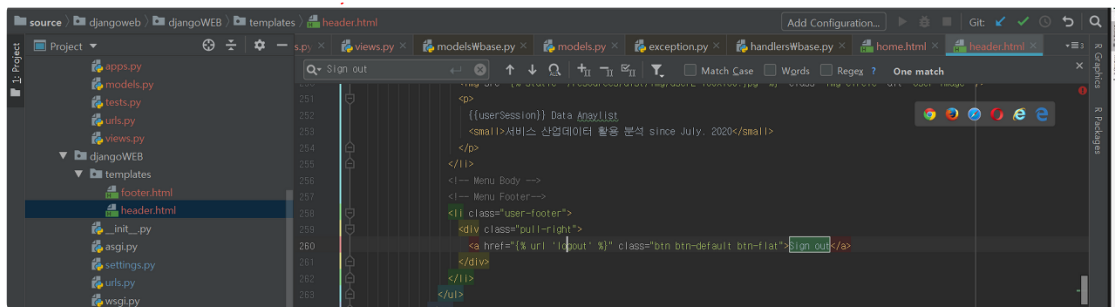 source djangoweb djangoWEB templates header.html Add Configuration... Git:
1: Project
Project
s.py views.py models₩base.py models.py exception.py handlers₩base.py home.html header.html
apps.py
models.py
tests.py
urls.py
views.py
djangoWEB
templates
footer.html
header.html
__init__.py
asgi.py
settings.py
urls.py
wsgi.py
Sign out Match Case Words Regex ? One match
251 <p>
252 {{userSession}} Data Anaylist
253 <small>서비스 산업데이터 활용 분석 since July. 2020</small>
254 </p>
255 </li>
256 <!-- Menu Body -->
257 <!-- Menu Footer-->
258 <li class="user-footer">
259 <div class="pull-right">
260 <a href="{% url 'logout' %}" class="btn btn-default btn-flat">Sign out</a>
261 </div>
262 </li>
263 </ul>
R Graphics
R Packages